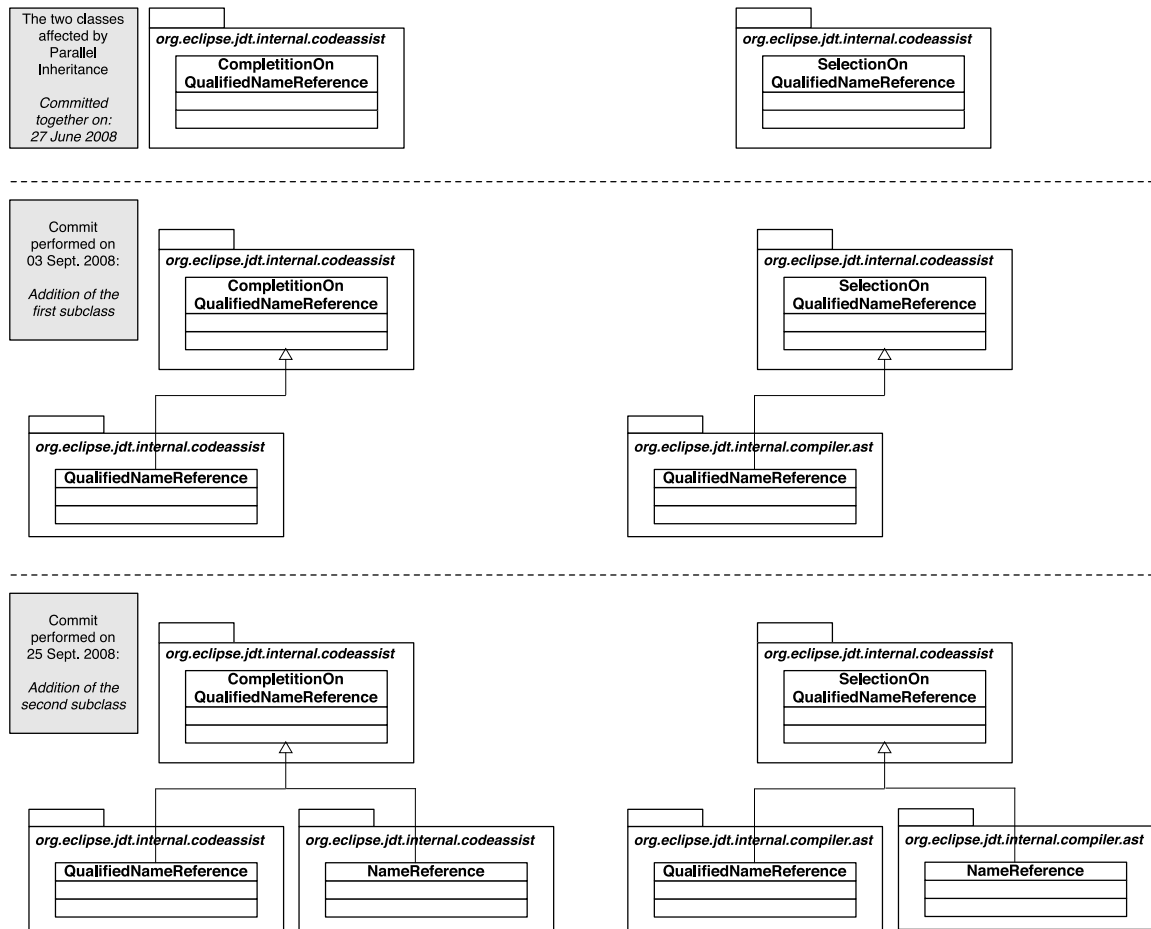 The two classes
affected by
Parallel
Inheritance
Committed
together on:
27 June 2008
org.eclipse.jdt.internal.codeassist
CompletitionOn
QualifiedNameReference
org.eclipse.jdt.internal.codeassist
SelectionOn
QualifiedNameReference
Commit
performed on
03 Sept. 2008:
Addition of the
first subclass
org.eclipse.jdt.internal.codeassist
CompletitionOn
QualifiedNameReference
org.eclipse.jdt.internal.codeassist
SelectionOn
QualifiedNameReference
org.eclipse.jdt.internal.codeassist
QualifiedNameReference
org.eclipse.jdt.internal.compiler.ast
QualifiedNameReference
Commit
performed on
25 Sept. 2008:
Addition of the
second subclass
org.eclipse.jdt.internal.codeassist
CompletitionOn
QualifiedNameReference
org.eclipse.jdt.internal.codeassist
SelectionOn
QualifiedNameReference
org.eclipse.jdt.internal.codeassist
QualifiedNameReference
org.eclipse.jdt.internal.codeassist
NameReference
org.eclipse.jdt.internal.compiler.ast
QualifiedNameReference
org.eclipse.jdt.internal.compiler.ast
NameReference